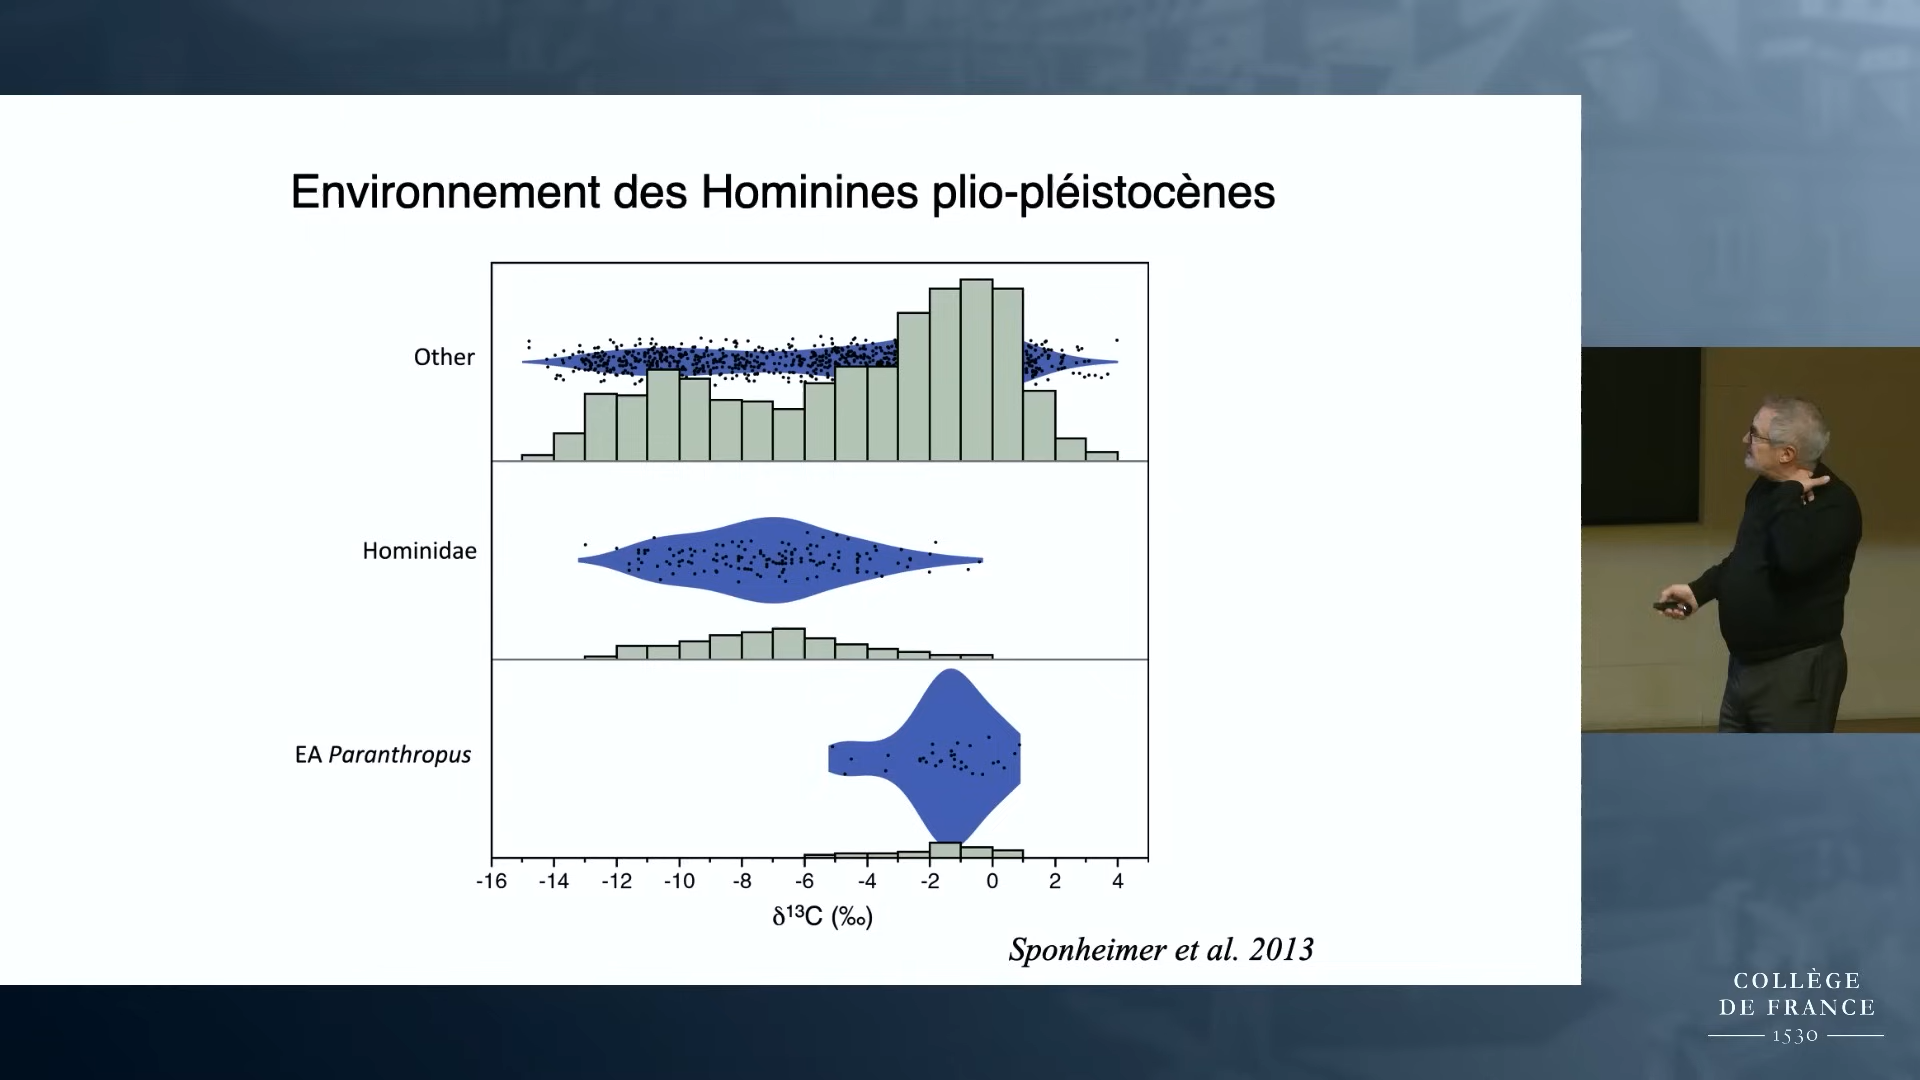 Environnement des Hominines plio-pléistocènes
Other
Hominidae
EA Paranthropus
-16 -14 -12 -10 -8 -6 -4 -2 0 2 4
δ¹³C (‰)
Sponheimer et al. 2013
COLLÈGE
DE FRANCE
1530